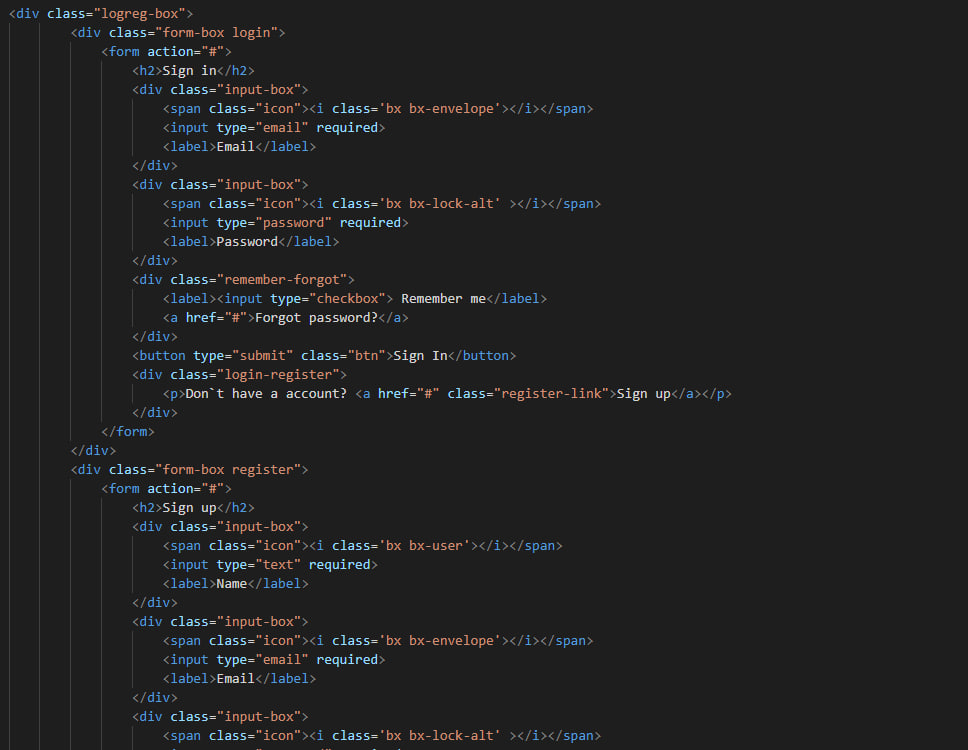 <div class="logreg-box">
<div class="form-box login">
<form action="#">
<h2>Sign in</h2>
<div class="input-box">
<span class="icon"><i class='bx bx-envelope'></i></span>
<input type="email" required>
<label>Email</label>
</div>
<div class="input-box">
<span class="icon"><i class='bx bx-lock-alt' ></i></span>
<input type="password" required>
<label>Password</label>
</div>
<div class="remember-forgot">
<label><input type="checkbox"> Remember me</label>
<a href="#">Forgot password?</a>
</div>
<button type="submit" class="btn">Sign In</button>
<div class="login-register">
<p>Don`t have a account? <a href="#" class="register-link">Sign up</a></p>
</div>
</form>
</div>
<div class="form-box register">
<form action="#">
<h2>Sign up</h2>
<div class="input-box">
<span class="icon"><i class='bx bx-user'></i></span>
<input type="text" required>
<label>Name</label>
</div>
<div class="input-box">
<span class="icon"><i class='bx bx-envelope'></i></span>
<input type="email" required>
<label>Email</label>
</div>
<div class="input-box">
<span class="icon"><i class='bx bx-lock-alt' ></i></span>